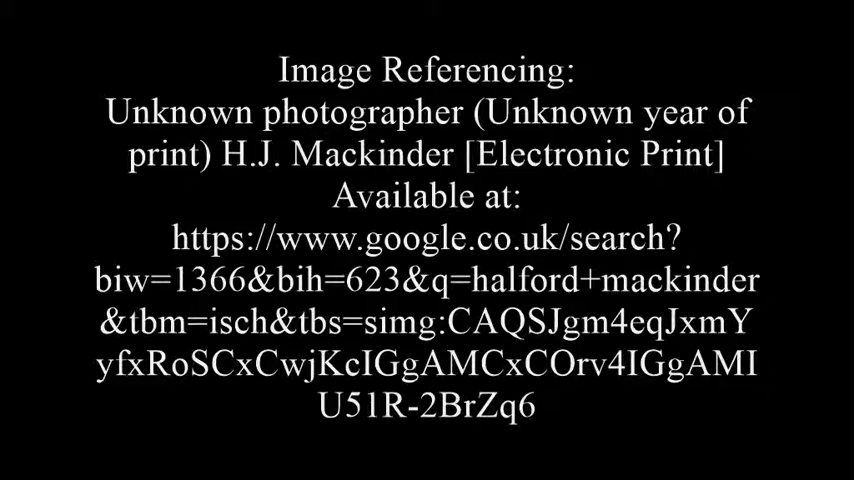 Image Referencing:
Unknown photographer (Unknown year of
print) H.J. Mackinder [Electronic Print]
Available at:
https://www.google.co.uk/search?
biw=1366&bih=623&q=halford+mackinder
&tbm=isch&tbs=simg:CAQSJgm4eqJxmY
yfxRoSCxCwjKcIGgAMCxCOrv4IGgAMI
U51R-2BrZq6